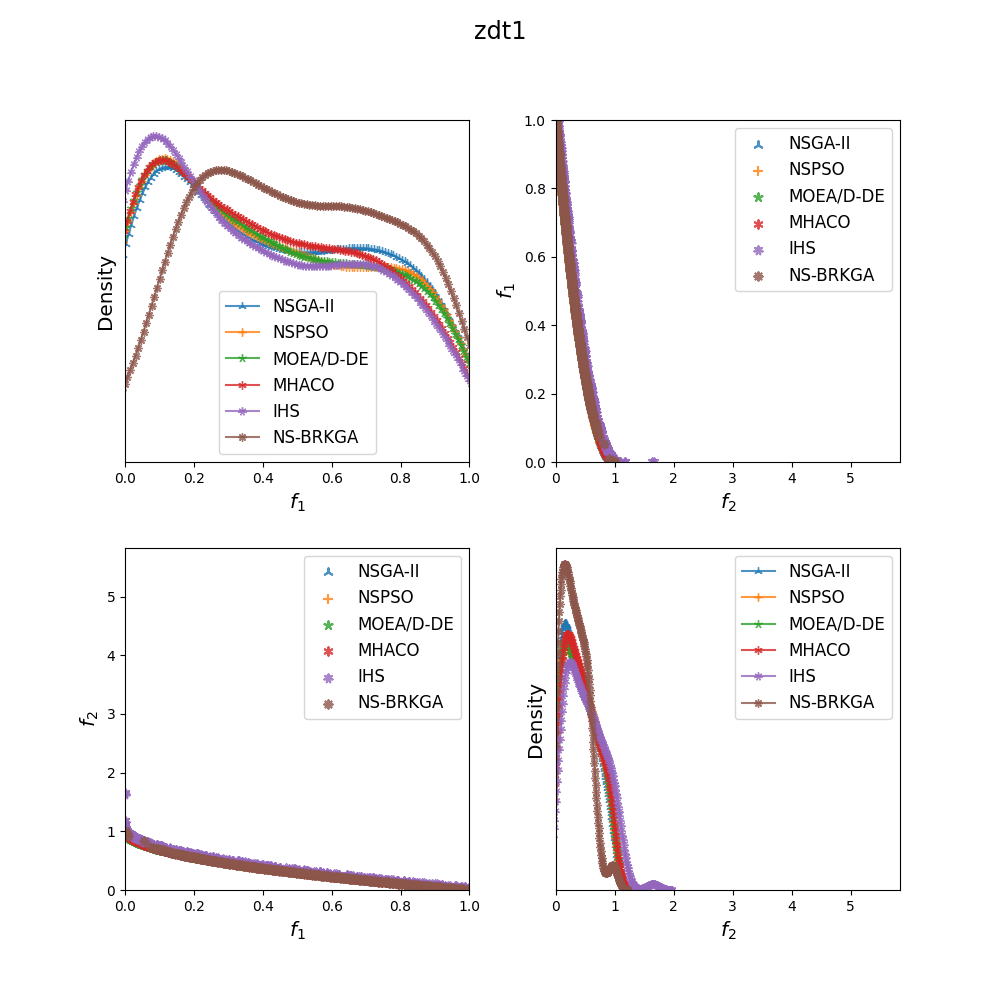 zdt1
Density
NSGA-II
NSPSO
MOEA/D-DE
MHACO
IHS
NS-BRKGA
0.0 0.2 0.4 0.6 0.8 1.0
f1
f1
1.0
0.8
0.6
0.4
0.2
0.0
NSGA-II
NSPSO
MOEA/D-DE
MHACO
IHS
NS-BRKGA
0 1 2 3 4 5
f2
f2
5
4
3
2
1
0
NSGA-II
NSPSO
MOEA/D-DE
MHACO
IHS
NS-BRKGA
0.0 0.2 0.4 0.6 0.8 1.0
f1
Density
NSGA-II
NSPSO
MOEA/D-DE
MHACO
IHS
NS-BRKGA
0 1 2 3 4 5
f2